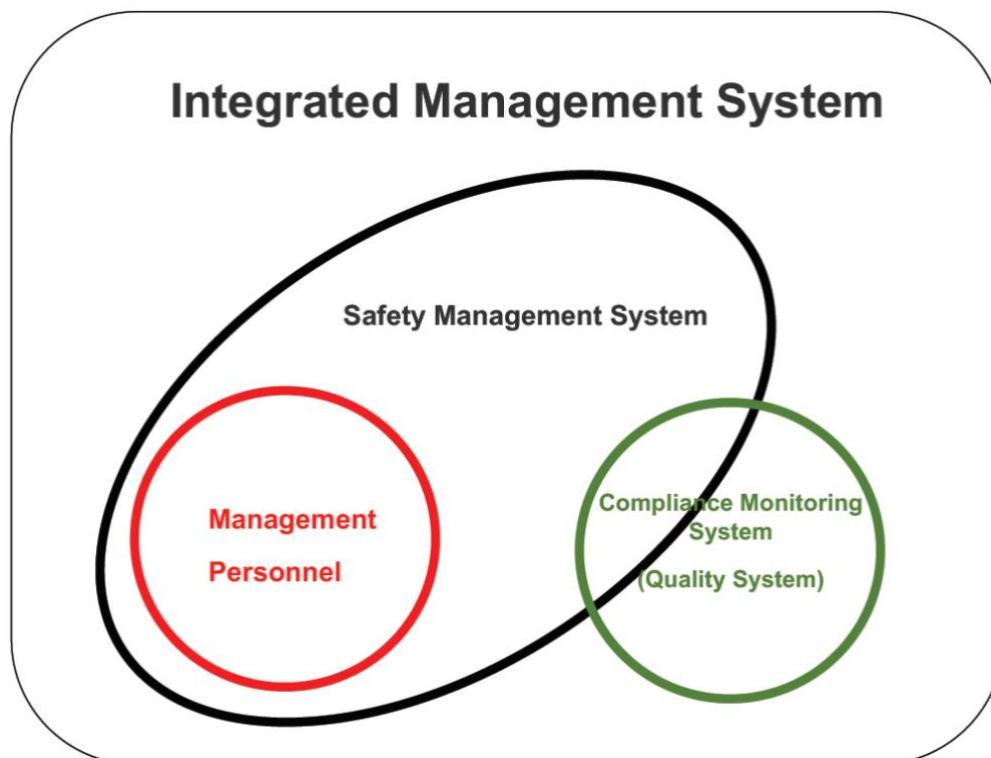 Integrated Management System
Safety Management System
Management
Personnel
Compliance Monitoring
System
(Quality System)